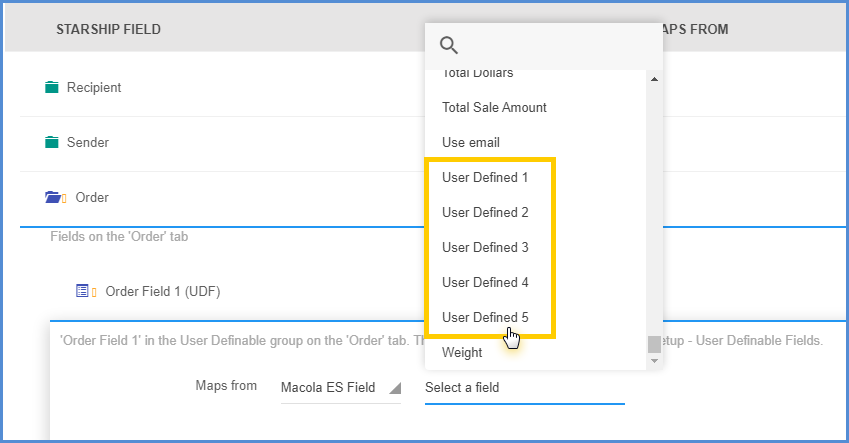 STARSHIP FIELD
APS FROM
Total Dollars
Recipient
Total Sale Amount
Sender
Use email
User Defined 1
Order
User Defined 2
Fields on the 'Order' tab
User Defined 3
Order Field 1 (UDF)
User Defined 4
User Defined 5
'Order Field 1' in the User Definable group on the 'Order' tab. Th
etup - User Definable Fields.
Weight
Maps from
Macola ES Field
Select a field